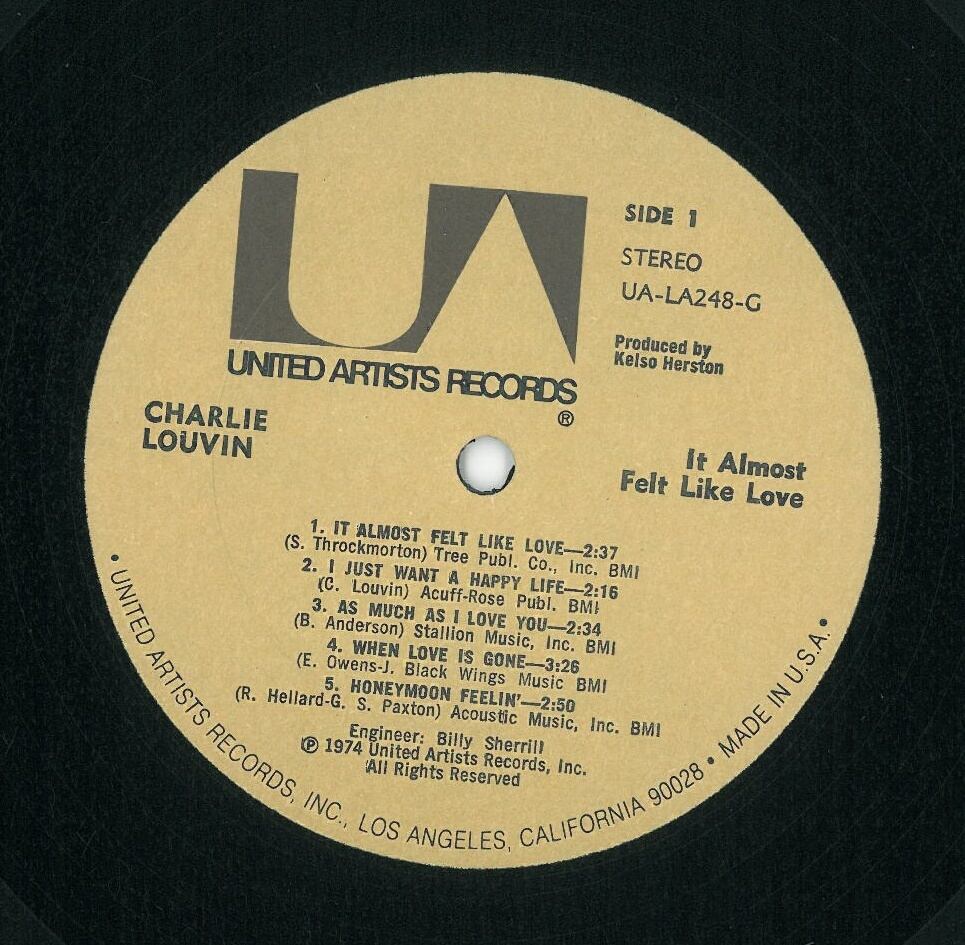 UA
UNITED ARTISTS RECORDS
®
SIDE 1
STEREO
UA-LA248-G
Produced by
Kelso Herston
CHARLIE
LOUVIN
It Almost
Felt Like Love
1. IT ALMOST FELT LIKE LOVE—2:37
(S. Throckmorton) Tree Publ. Co., Inc. BMI
2. I JUST WANT A HAPPY LIFE—2:16
(C. Louvin) Acuff-Rose Publ. BMI
3. AS MUCH AS I LOVE YOU—2:34
(B. Anderson) Stallion Music, Inc. BMI
4. WHEN LOVE IS GONE—3:26
(E. Owens-J. Black Wings Music BMI
5. HONEYMOON FEELIN'—2:50
(R. Hellard-G. S. Paxton) Acoustic Music, Inc. BMI
Engineer: Billy Sherrill
℗ 1974 United Artists Records, Inc.
All Rights Reserved
• UNITED ARTISTS RECORDS, INC., LOS ANGELES, CALIFORNIA 90028 • MADE IN U.S.A. •